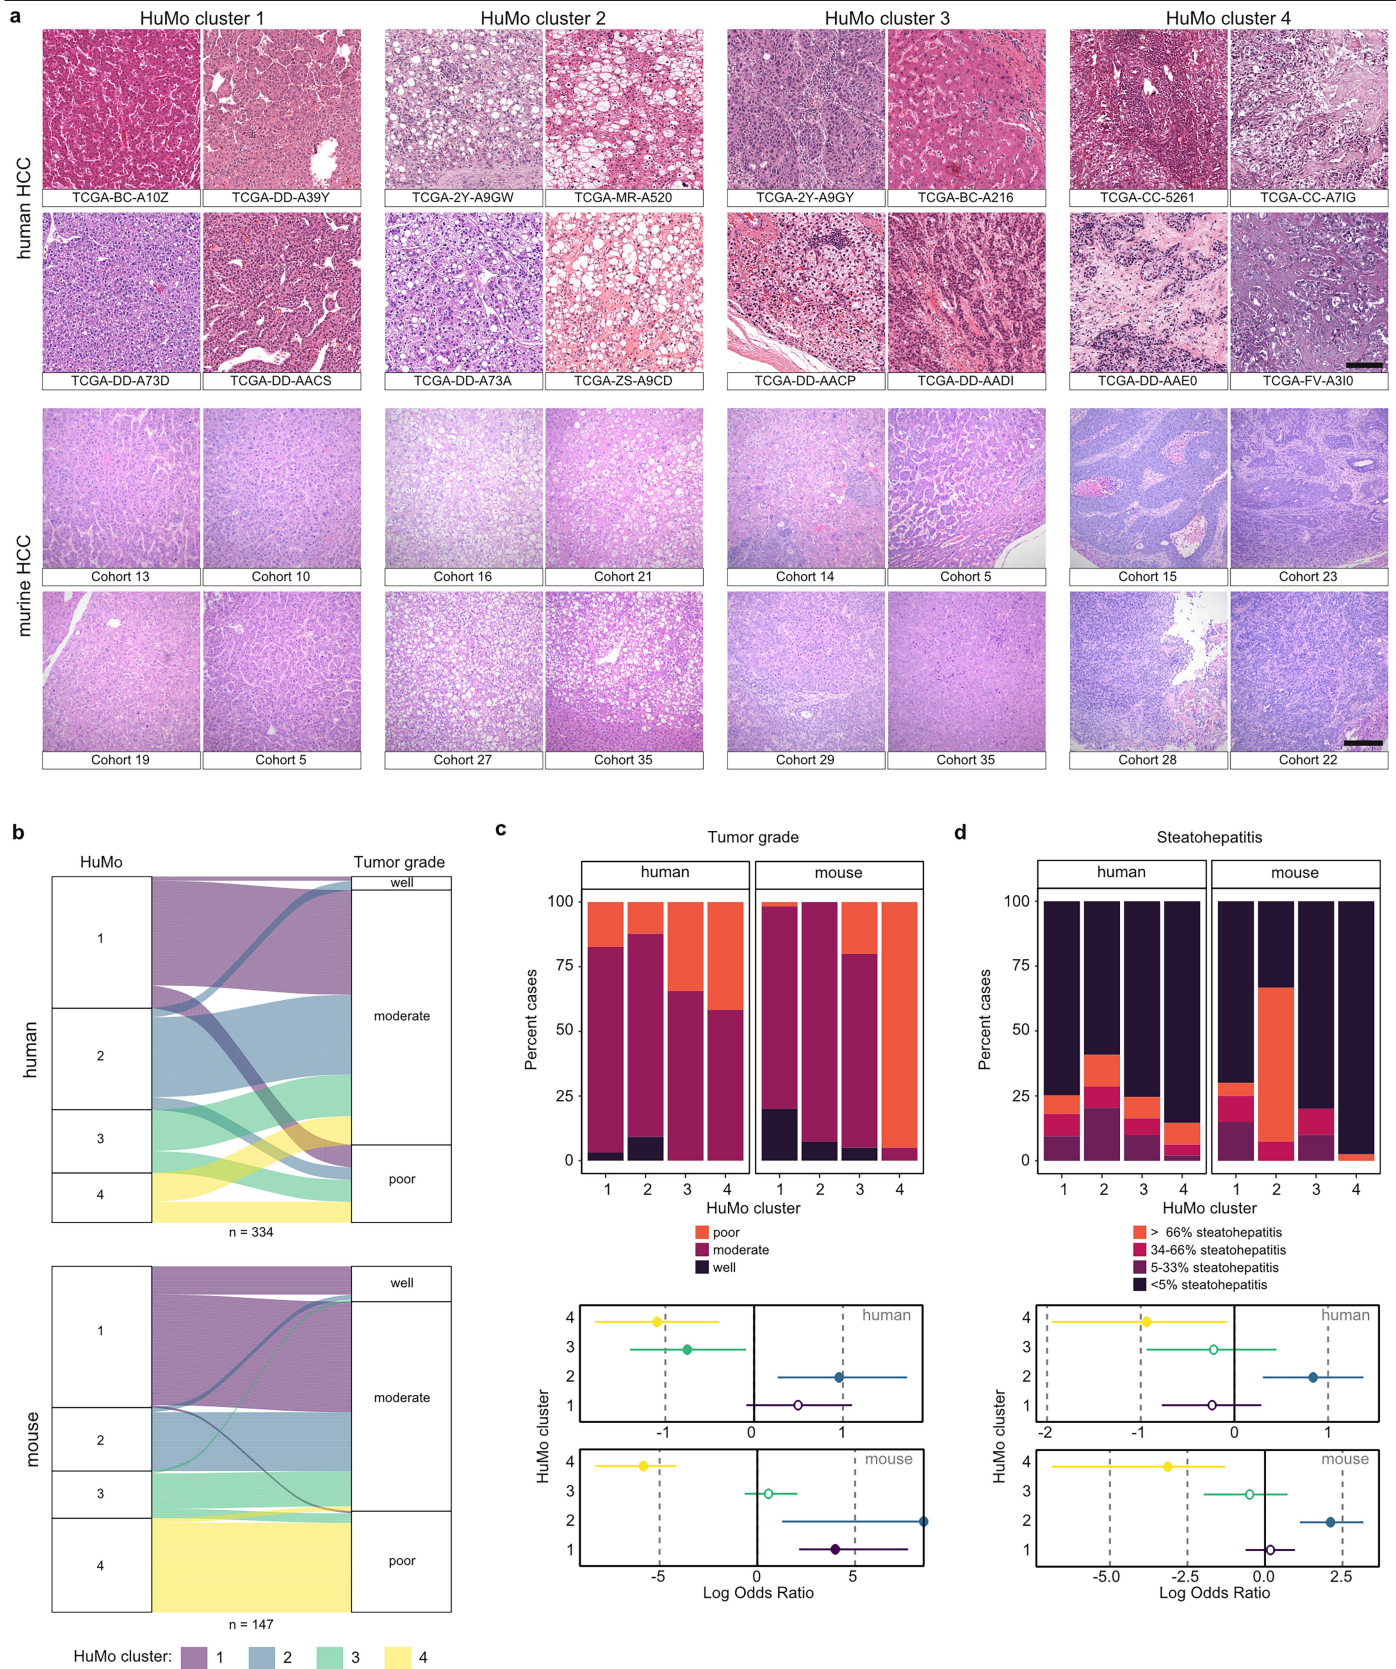 a
HuMo cluster 1
HuMo cluster 2
HuMo cluster 3
HuMo cluster 4
human HCC
TCGA-BC-A10Z
TCGA-DD-A39Y
TCGA-2Y-A9GW
TCGA-MR-A520
TCGA-2Y-A9GY
TCGA-BC-A216
TCGA-CC-5261
TCGA-CC-A7IG
TCGA-DD-A73D
TCGA-DD-AACS
TCGA-DD-A73A
TCGA-ZS-A9CD
TCGA-DD-AACP
TCGA-DD-AADI
TCGA-DD-AAE0
TCGA-FV-A3I0
murine HCC
Cohort 13
Cohort 10
Cohort 16
Cohort 21
Cohort 14
Cohort 5
Cohort 15
Cohort 23
Cohort 19
Cohort 5
Cohort 27
Cohort 35
Cohort 29
Cohort 35
Cohort 28
Cohort 22
b
HuMo
Tumor grade
human
1
2
3
4
well
moderate
poor
n = 334
mouse
1
2
3
4
well
moderate
poor
n = 147
HuMo cluster:
1
2
3
4
c
Tumor grade
human
mouse
Percent cases
100
75
50
25
0
1 2 3 4
1 2 3 4
HuMo cluster
poor
moderate
well
HuMo cluster
human
4
3
2
1
-1 0 1
mouse
4
3
2
1
-5 0 5
Log Odds Ratio
d
Steatohepatitis
human
mouse
Percent cases
100
75
50
25
0
1 2 3 4
1 2 3 4
HuMo cluster
> 66% steatohepatitis
34-66% steatohepatitis
5-33% steatohepatitis
<5% steatohepatitis
HuMo cluster
human
4
3
2
1
-2 -1 0 1
mouse
4
3
2
1
-5.0 -2.5 0.0 2.5
Log Odds Ratio